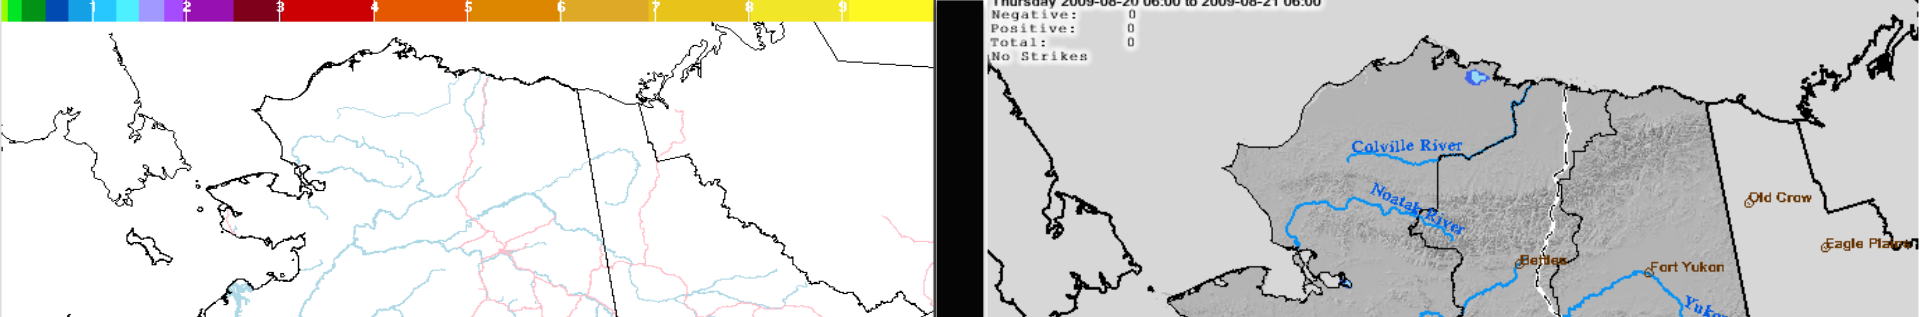 1 2 3 4 5 6 7 8 9
Thursday 2009-08-20 06:00 to 2009-08-21 06:00
Negative: 0
Positive: 0
Total: 0
No Strikes
Colville River
Noatak River
Old Crow
Eagle Plains
Bettles
Fort Yukon
Yukon